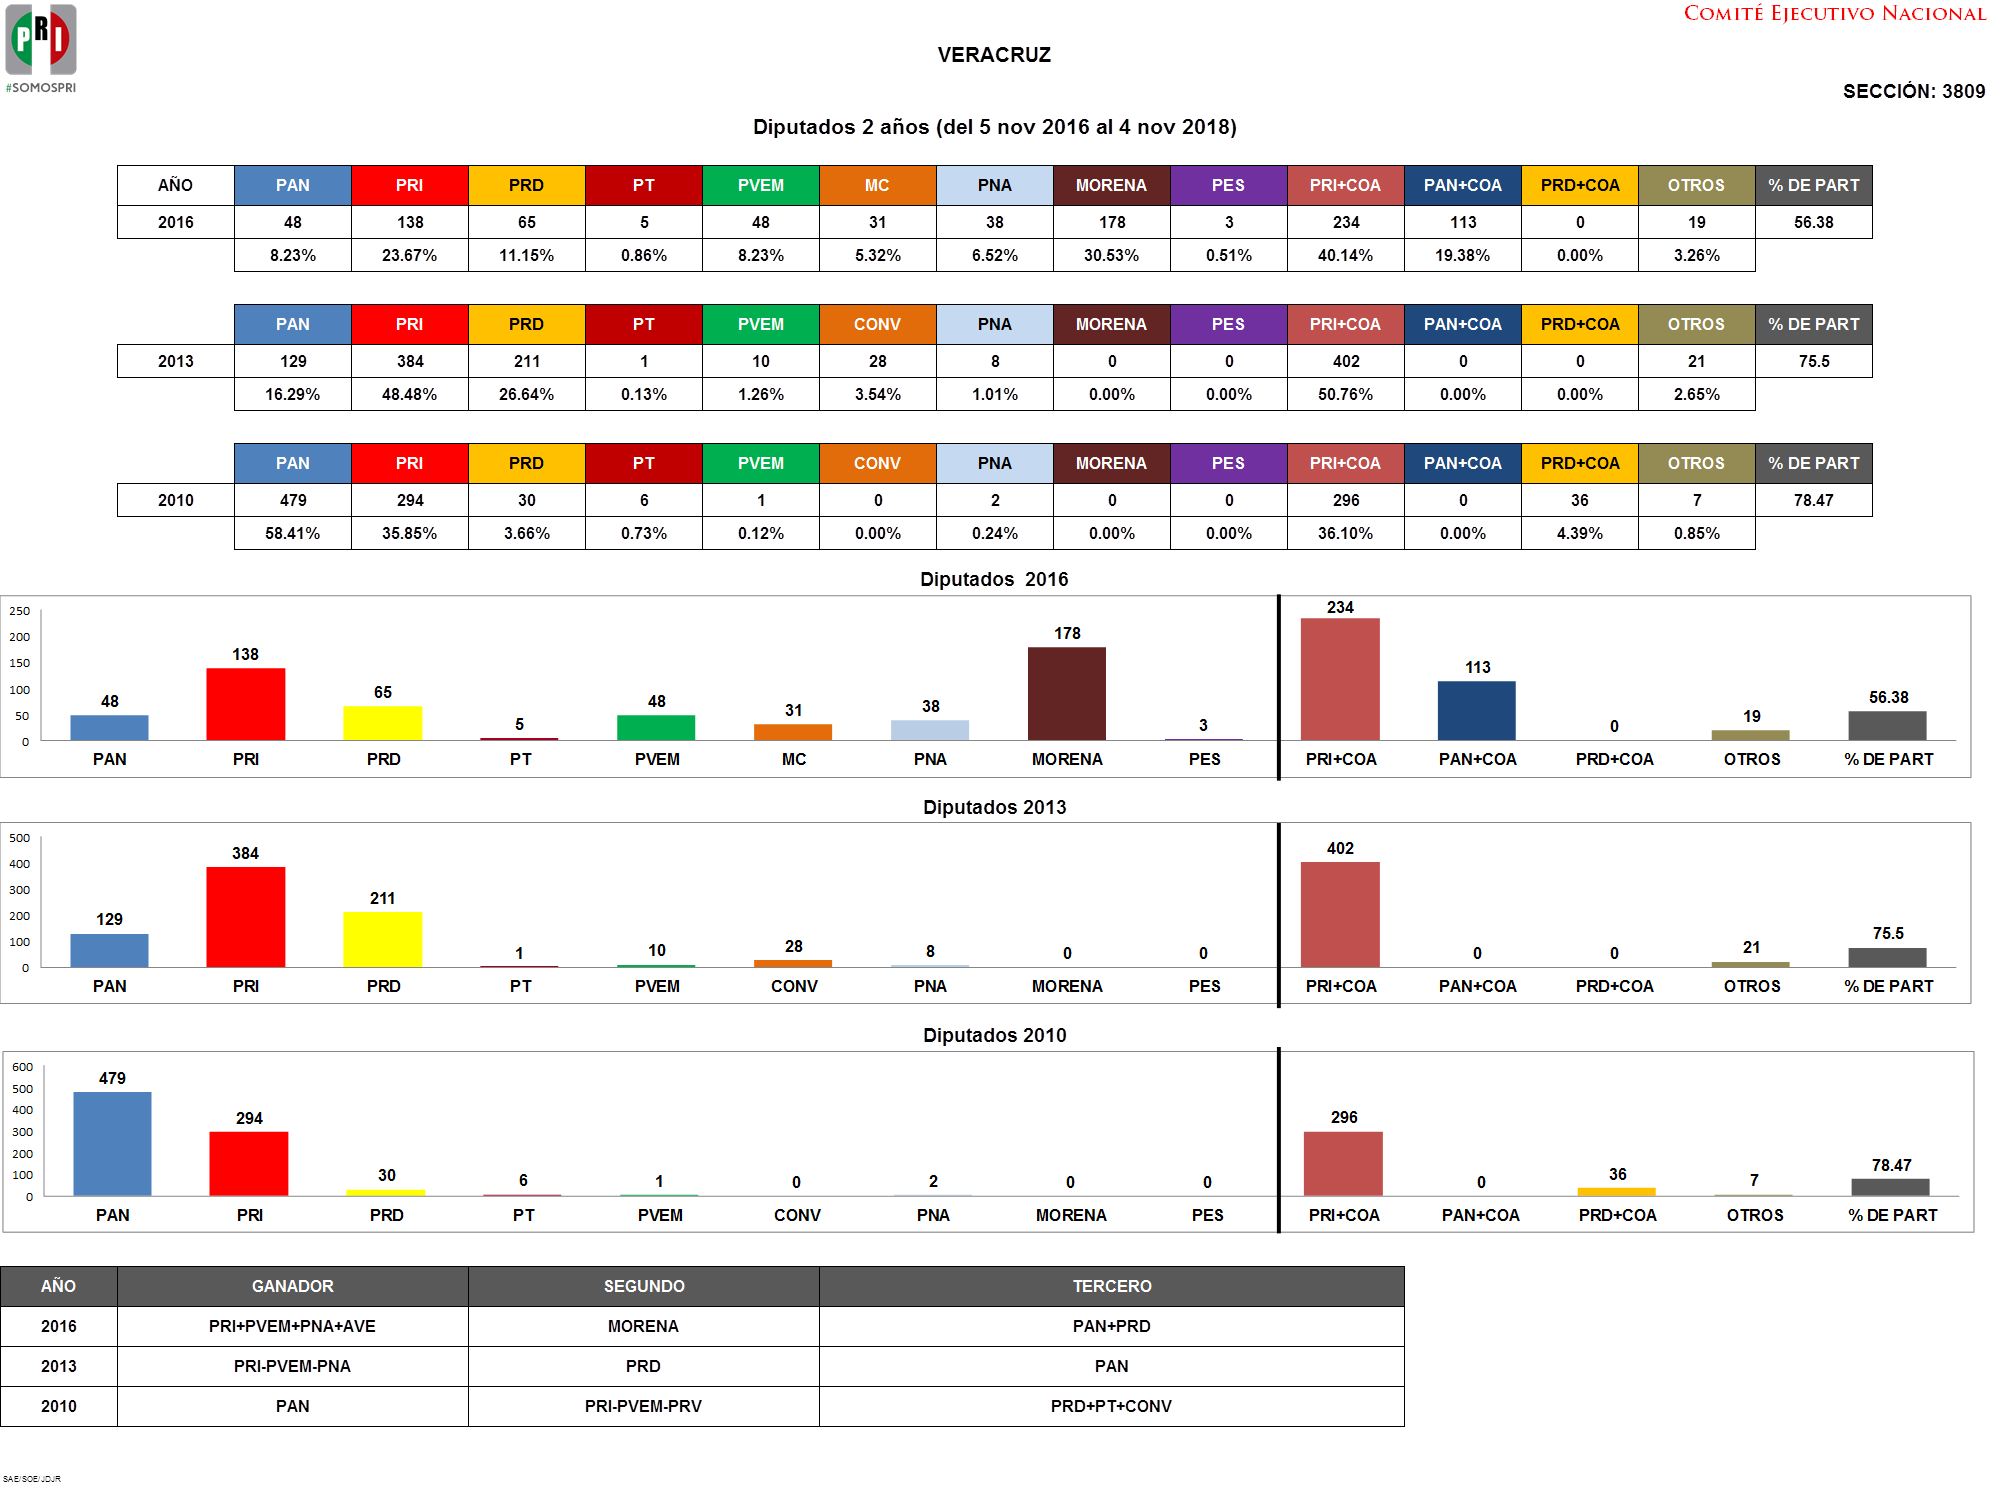 PRI
#SOMOSPRI
COMITÉ EJECUTIVO NACIONAL
VERACRUZ
SECCIÓN: 3809
Diputados 2 años (del 5 nov 2016 al 4 nov 2018)
AÑO PAN PRI PRD PT PVEM MC PNA MORENA PES PRI+COA PAN+COA PRD+COA OTROS % DE PART
2016 48 138 65 5 48 31 38 178 3 234 113 0 19 56.38
8.23% 23.67% 11.15% 0.86% 8.23% 5.32% 6.52% 30.53% 0.51% 40.14% 19.38% 0.00% 3.26%
PAN PRI PRD PT PVEM CONV PNA MORENA PES PRI+COA PAN+COA PRD+COA OTROS % DE PART
2013 129 384 211 1 10 28 8 0 0 402 0 0 21 75.5
16.29% 48.48% 26.64% 0.13% 1.26% 3.54% 1.01% 0.00% 0.00% 50.76% 0.00% 0.00% 2.65%
PAN PRI PRD PT PVEM CONV PNA MORENA PES PRI+COA PAN+COA PRD+COA OTROS % DE PART
2010 479 294 30 6 1 0 2 0 0 296 0 36 7 78.47
58.41% 35.85% 3.66% 0.73% 0.12% 0.00% 0.24% 0.00% 0.00% 36.10% 0.00% 4.39% 0.85%
Diputados 2016
250
200
150
100
50
0
48 138 65 5 48 31 38 178 3 234 113 0 19 56.38
PAN PRI PRD PT PVEM MC PNA MORENA PES PRI+COA PAN+COA PRD+COA OTROS % DE PART
Diputados 2013
500
400
300
200
100
0
129 384 211 1 10 28 8 0 0 402 0 0 21 75.5
PAN PRI PRD PT PVEM CONV PNA MORENA PES PRI+COA PAN+COA PRD+COA OTROS % DE PART
Diputados 2010
600
500
400
300
200
100
0
479 294 30 6 1 0 2 0 0 296 0 36 7 78.47
PAN PRI PRD PT PVEM CONV PNA MORENA PES PRI+COA PAN+COA PRD+COA OTROS % DE PART
AÑO GANADOR SEGUNDO TERCERO
2016 PRI+PVEM+PNA+AVE MORENA PAN+PRD
2013 PRI-PVEM-PNA PRD PAN
2010 PAN PRI-PVEM-PRV PRD+PT+CONV
SAE/SOE/JDJR